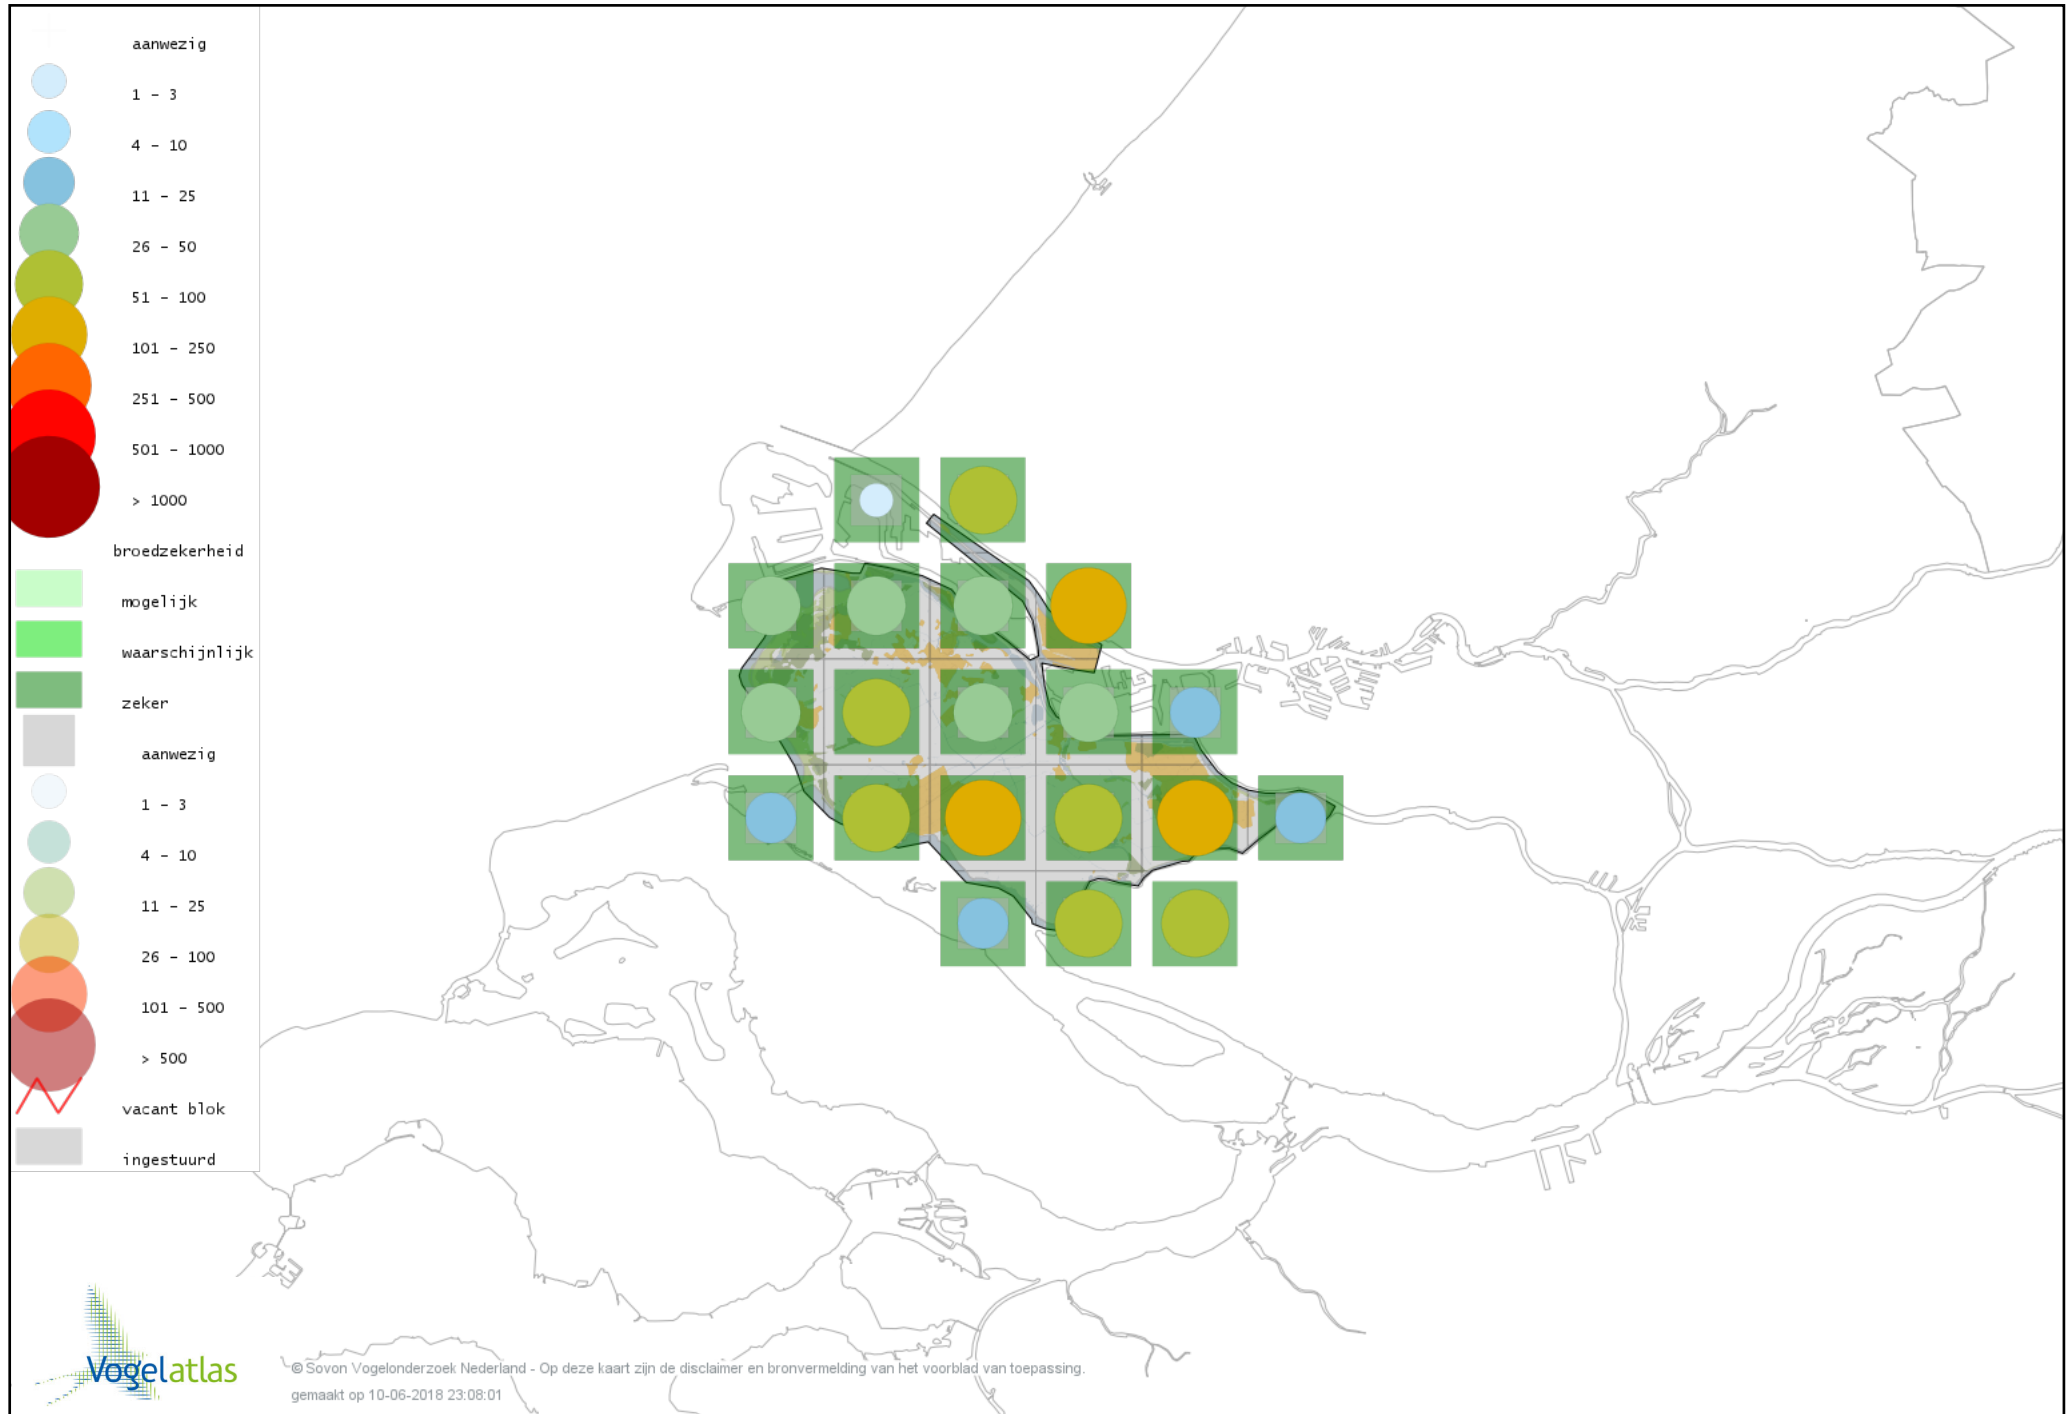 aanwezig
1 - 3
4 - 10
11 - 25
26 - 50
51 - 100
101 - 250
251 - 500
501 - 1000
> 1000
broedzekerheid
mogelijk
waarschijnlijk
zeker
aanwezig
1 - 3
4 - 10
11 - 25
26 - 100
101 - 500
> 500
vacant blok
ingestuurd
Vogelatlas
© Sovon Vogelonderzoek Nederland - Op deze kaart zijn de disclaimer en bronvermelding van het voorblad van toepassing.
gemaakt op 10-06-2018 23:08:01